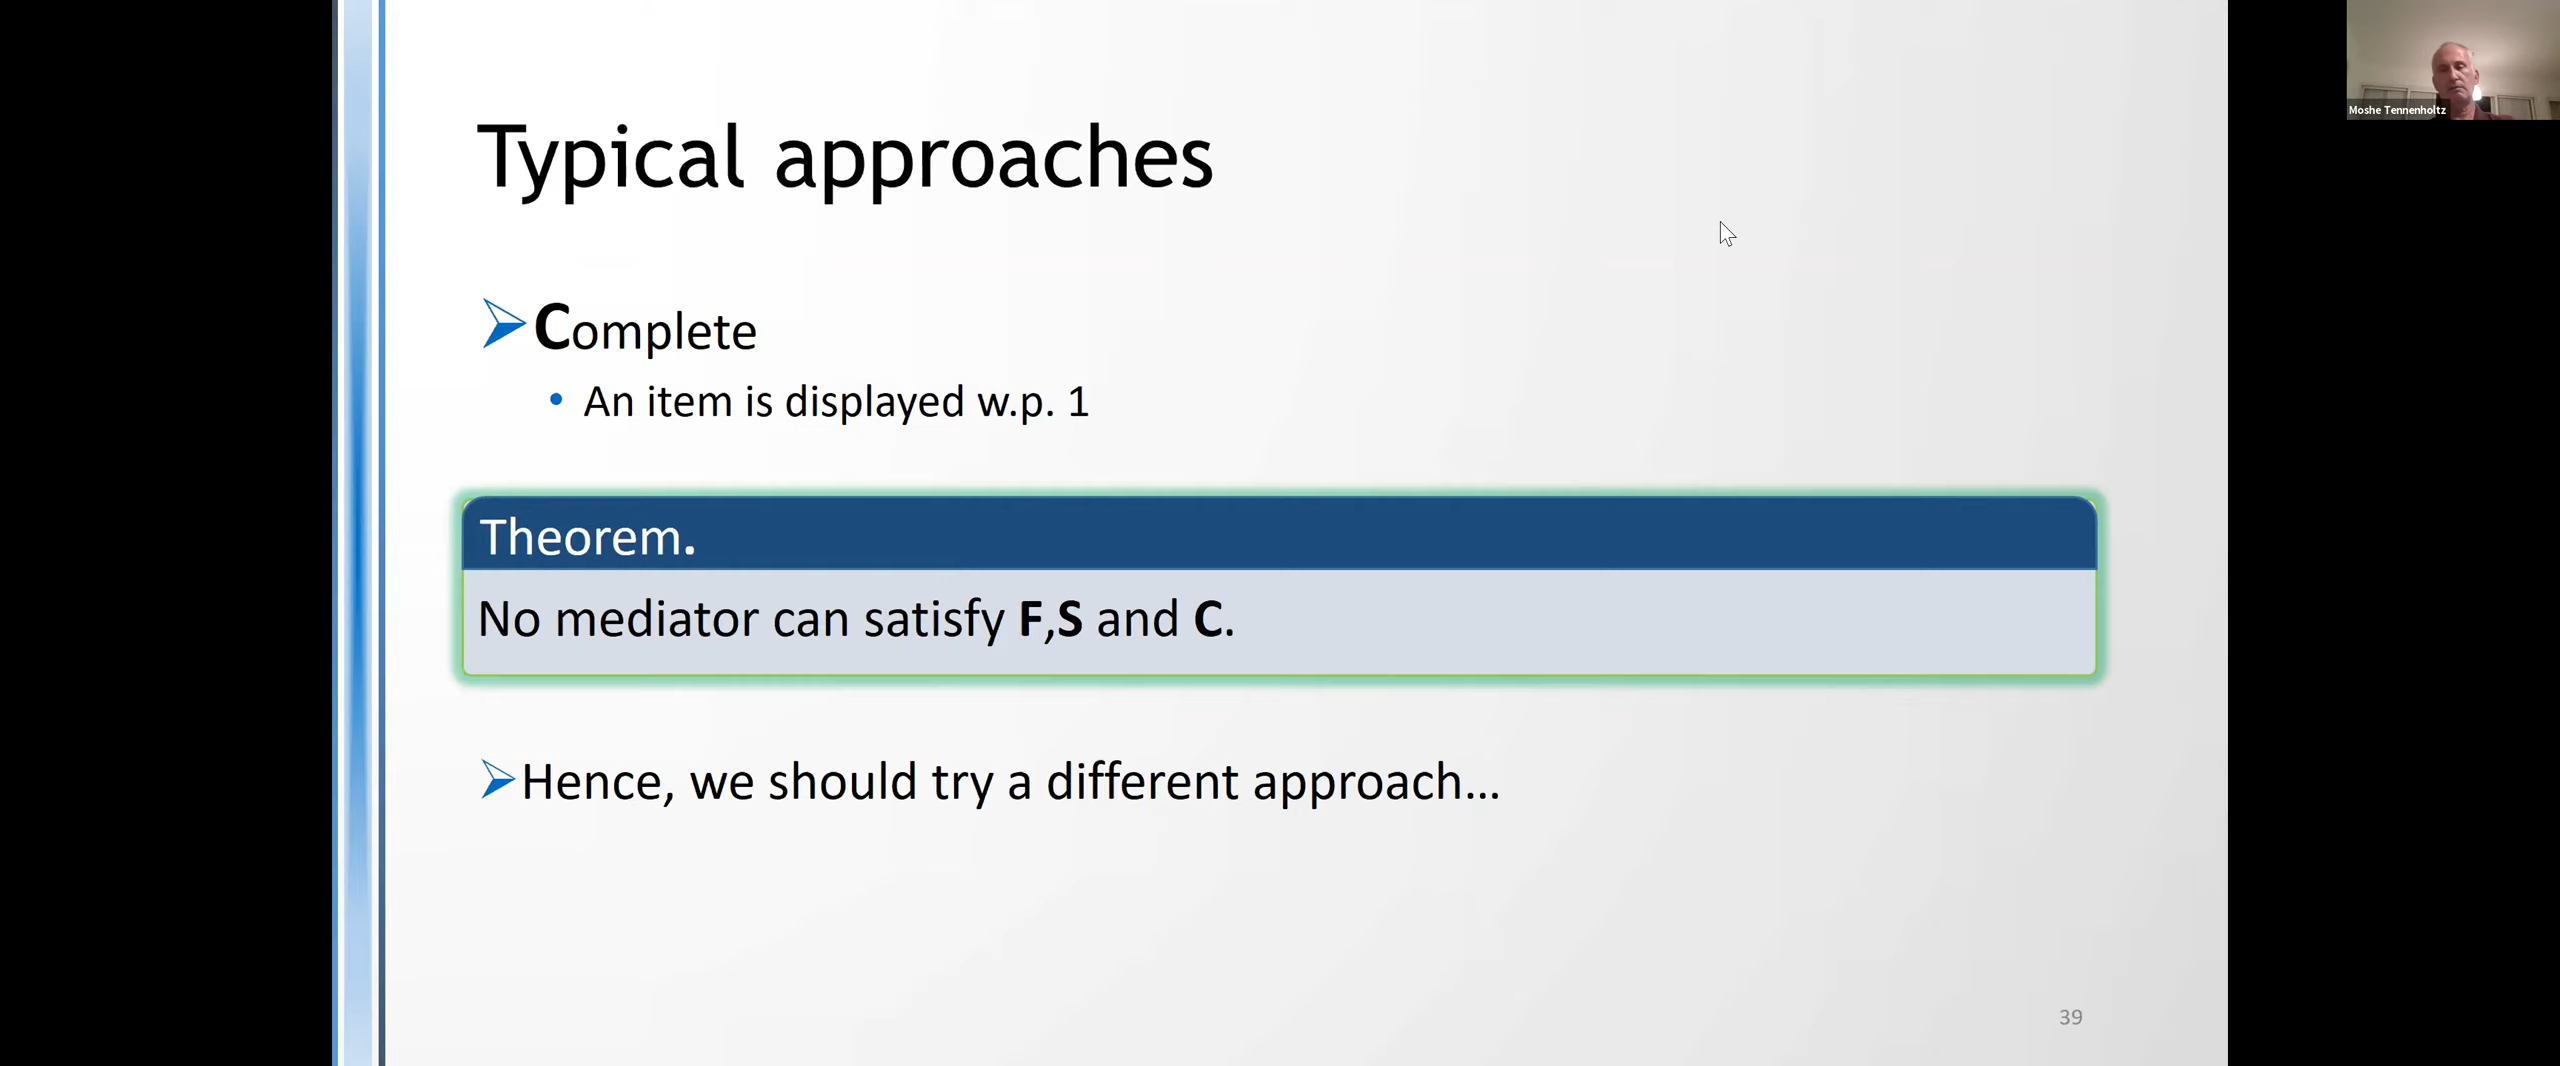 Typical approaches
Complete
An item is displayed w.p. 1
Theorem.
No mediator can satisfy F,S and C.
Hence, we should try a different approach...
39
Moshe Tennenholtz